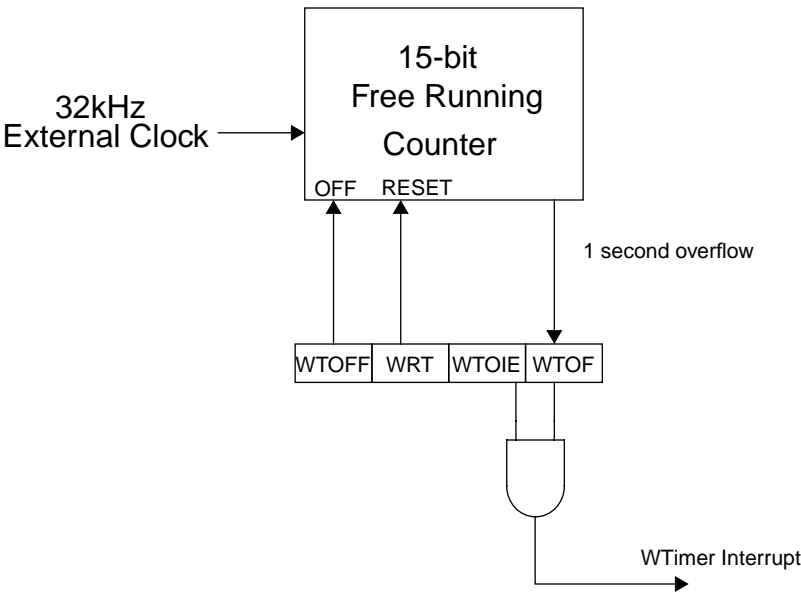 15-bit
Free Running
Counter
32kHz
External Clock
OFF RESET
1 second overflow
WTOFF WRT WTOIE WTOF
WTimer Interrupt